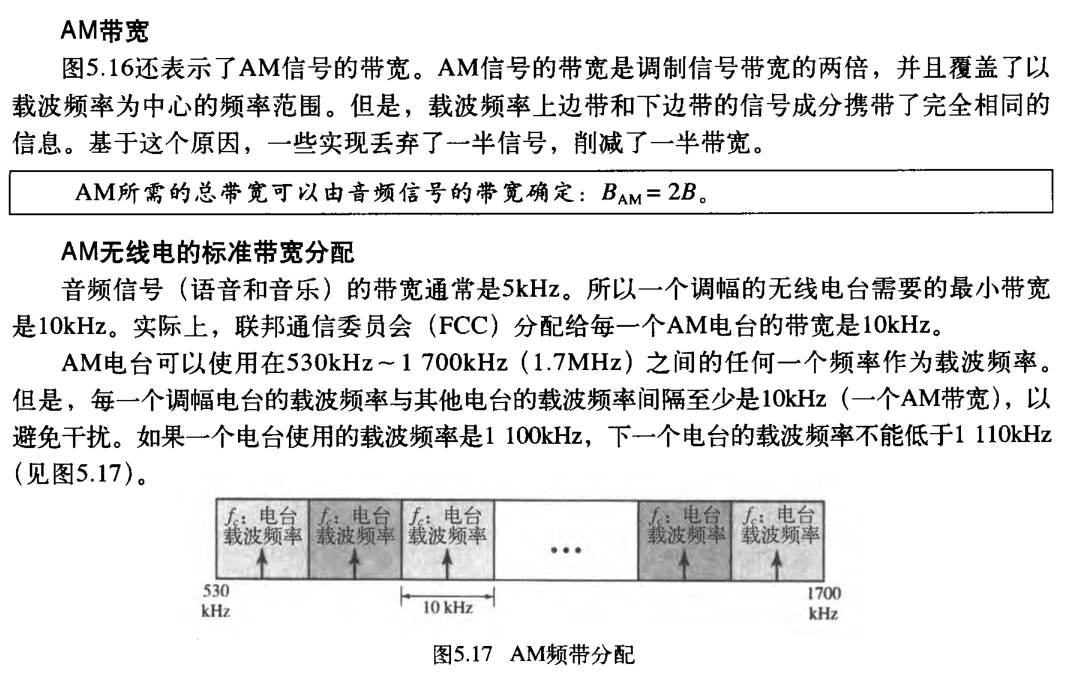 AM带宽
图5.16还表示了AM信号的带宽。AM信号的带宽是调制信号带宽的两倍，并且覆盖了以
载波频率为中心的频率范围。但是，载波频率上边带和下边带的信号成分携带了完全相同的
信息。基于这个原因，一些实现丢弃了一半信号，削减了一半带宽。
AM所需的总带宽可以由音频信号的带宽确定：B_AM = 2B。
AM无线电的标准带宽分配
音频信号（语音和音乐）的带宽通常是5kHz。所以一个调幅的无线电台需要的最小带宽
是10kHz。实际上，联邦通信委员会（FCC）分配给每一个AM电台的带宽是10kHz。
AM电台可以使用在530kHz~1 700kHz（1.7MHz）之间的任何一个频率作为载波频率。
但是，每一个调幅电台的载波频率与其他电台的载波频率间隔至少是10kHz（一个AM带宽），以
避免干扰。如果一个电台使用的载波频率是1 100kHz，下一个电台的载波频率不能低于1 110kHz
（见图5.17）。
f_c：电台 f_c：电台 f_c：电台 f_c：电台 f_c：电台
载波频率 载波频率 载波频率 … 载波频率 载波频率
530 1700
kHz 10 kHz kHz
图5.17 AM频带分配